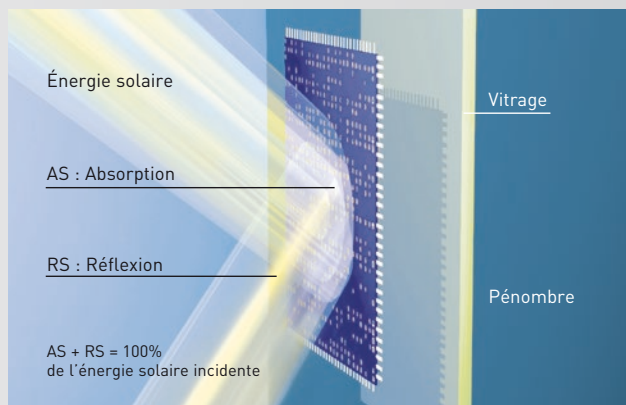 Énergie solaire
Vitrage
AS : Absorption
RS : Réflexion
Pénombre
AS + RS = 100%
de l'énergie solaire incidente